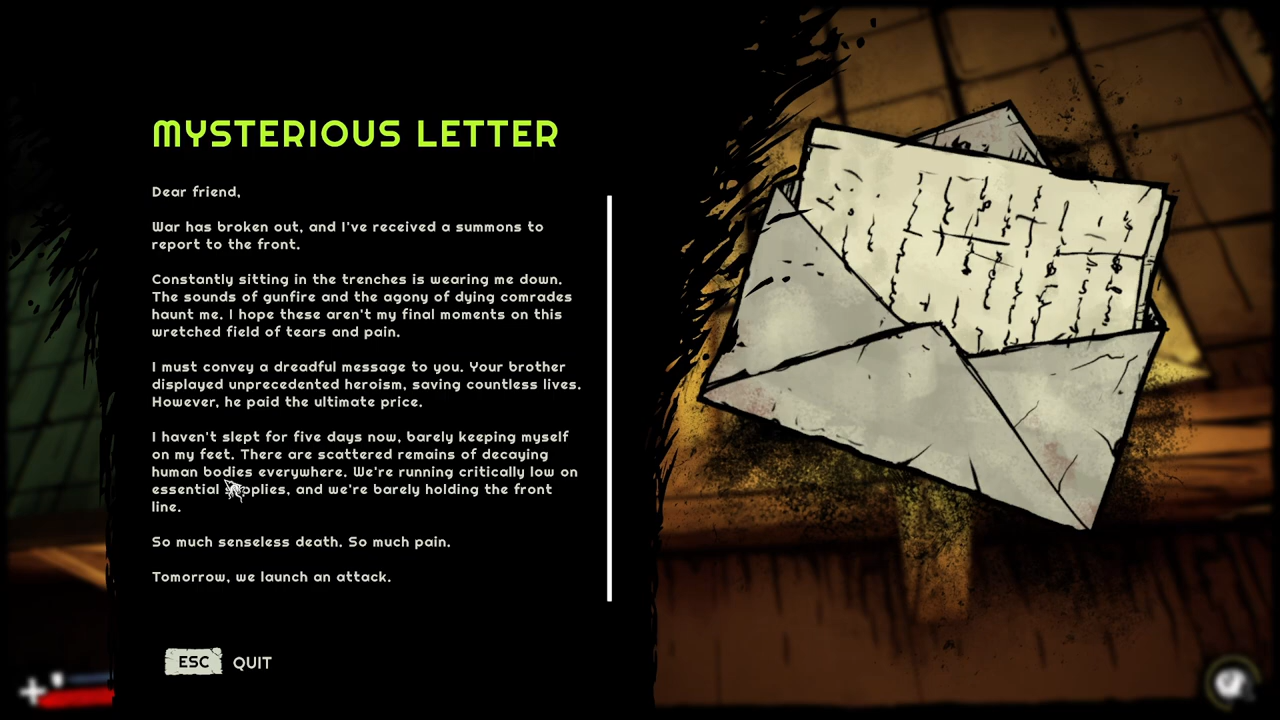 MYSTERIOUS LETTER
Dear friend,
War has broken out, and I've received a summons to
report to the front.
Constantly sitting in the trenches is wearing me down.
The sounds of gunfire and the agony of dying comrades
haunt me. I hope these aren't my final moments on this
wretched field of tears and pain.
I must convey a dreadful message to you. Your brother
displayed unprecedented heroism, saving countless lives.
However, he paid the ultimate price.
I haven't slept for five days now, barely keeping myself
on my feet. There are scattered remains of decaying
human bodies everywhere. We're running critically low on
essential supplies, and we're barely holding the front
line.
So much senseless death. So much pain.
Tomorrow, we launch an attack.
ESC QUIT